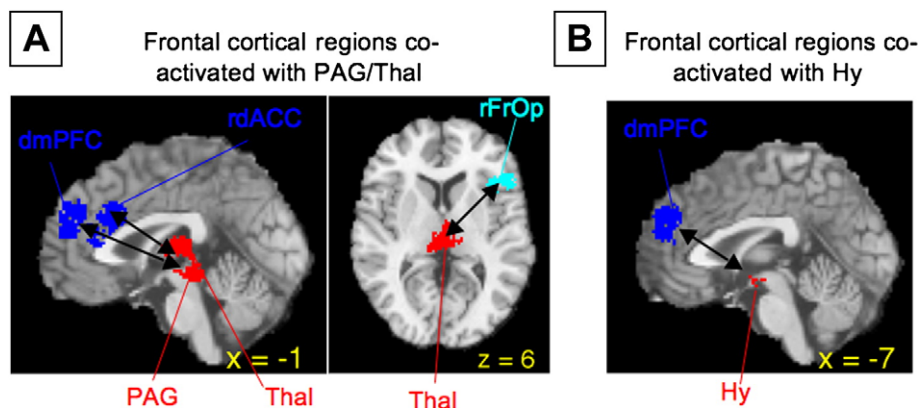 A
Frontal cortical regions co-
activated with PAG/Thal
B
Frontal cortical regions co-
activated with Hy
dmPFC
rdACC
rFrOp
dmPFC
x = -1
z = 6
x = -7
PAG
Thal
Thal
Hy